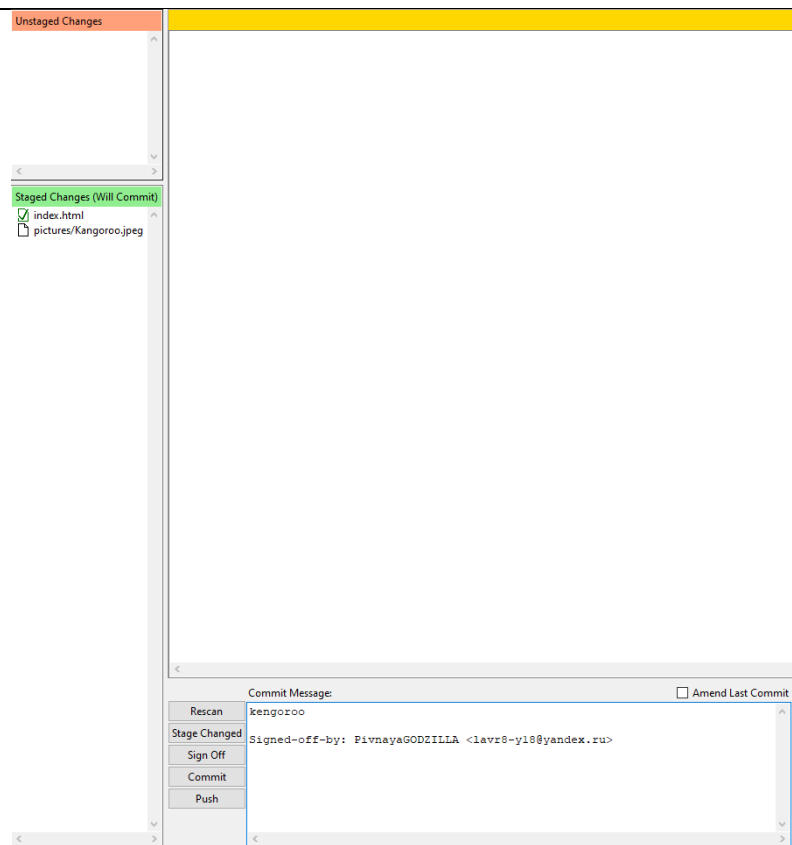 Unstaged Changes
Staged Changes (Will Commit)
index.html
pictures/Kangoroo.jpeg
Commit Message:
Amend Last Commit
Rescan
Stage Changed
Sign Off
Commit
Push
kengoroo
Signed-off-by: PivnayaGODZILLA <lavr8-y18@yandex.ru>